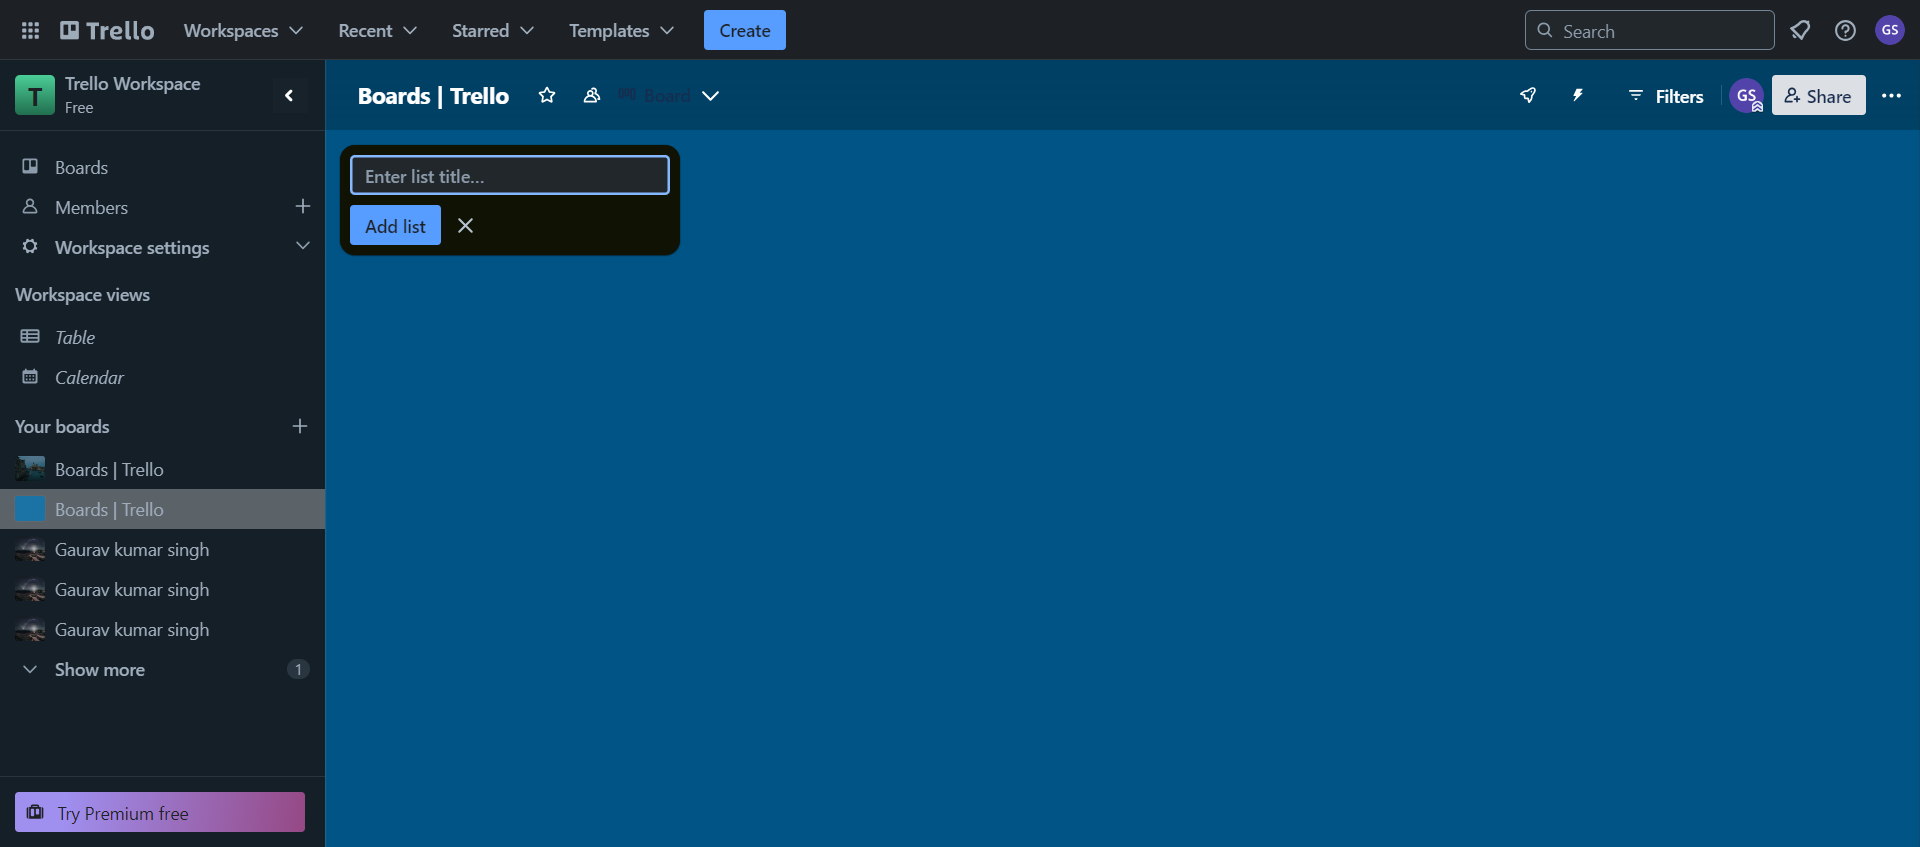 Trello
Workspaces
Recent
Starred
Templates
Create
Search
GS
T
Trello Workspace
Free
Boards | Trello
Board
Filters
GS
Share
Boards
Members
Workspace settings
Workspace views
Table
Calendar
Your boards
Boards | Trello
Boards | Trello
Gaurav kumar singh
Gaurav kumar singh
Gaurav kumar singh
Show more
1
Try Premium free
Enter list title...
Add list